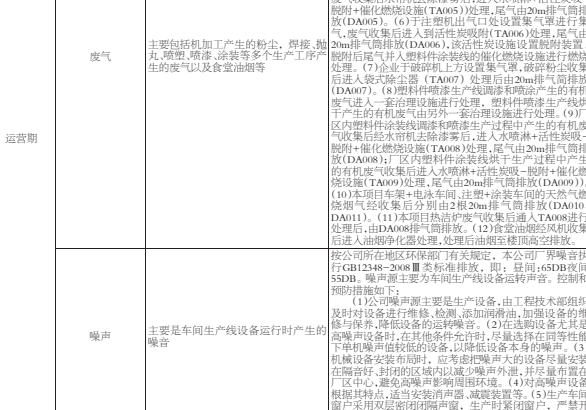 脱附+催化燃烧设施(TA005)处理,尾气由20m排气筒排
放(DA005)。(6)于注塑机出气口处设置集气罩进行集
气,废气收集后进入到活性炭吸附(TA006)处理,尾气由
20m排气筒排放(DA006),该活性炭设施设置脱附装置
脱附后尾气并入塑料件涂装线的催化燃烧设施进行燃烧
处理。(7)企业于破碎机上方设置集气罩,破碎粉尘收集
后进入袋式除尘器(TA007)处理后由20m排气筒排放
(DA007)。(8)塑料件喷漆生产线调漆和喷涂产生的有机
废气进入一套治理设施进行处理,塑料件喷漆生产线烘
干产生的有机废气由另外一套治理设施进行处理。(9)厂
区内塑料件涂装线调漆和喷漆生产过程中产生的有机废
气收集后经水帘机去除漆雾后,进入水喷淋+活性炭吸-
脱附+催化燃烧设施(TA008)处理,尾气由20m排气筒排
放(DA008);厂区内塑料件涂装线烘干生产过程中产生
的有机废气收集后进入水喷淋+活性炭吸-脱附+催化燃
烧设施(TA009)处理,尾气由20m排气筒排放(DA009)。
(10)本项目车架+电泳车间、注塑+涂装车间的天然气燃
烧烟气经收集后分别由2根20m排气筒排放(DA010
DA011)。(11)本项目热洁炉废气收集后通入TA008进行
处理后,由DA008排气筒排放。(12)食堂油烟经风机收集
后进入油烟净化器处理,处理后油烟至楼顶高空排放。
废气
主要包括机加工产生的粉尘,焊接、抛
丸、喷塑、喷漆、涂装等多个生产工序产
生的废气以及食堂油烟等
运营期
按公司所在地区环保部门有关规定,本公司厂界噪音执
行GB12348-2008Ⅲ类标准排放,即;昼间:65DB夜间
55DB。噪声源主要为车间生产线设备运转声音。控制和
预防措施如下;
(1)公司噪声源主要是生产设备,由工程技术部组织
及时对设备进行维修、检测、添加润滑油,加强设备的维
修与保养,降低设备的运转噪音。(2)在选购设备尤其是
高噪声设备时,在其他条件允许时,尽量选择在同等性能
下单机噪声值较低的设备,以降低设备本身的噪声。(3
机械设备安装布局时,应考虑把噪声大的设备尽量安装
在隔音好、封闭的区域内以减少噪声外泄,并尽量布置在
厂区中心,避免高噪声影响周围环境。(4)对高噪声设备
根据其特点,适当安装消声器、减震装置等。(5)生产车间
窗户采用双层密闭闭隔声窗,生产时紧闭窗户,严禁开
噪声
主要是车间生产线设备运行时产生的
噪音